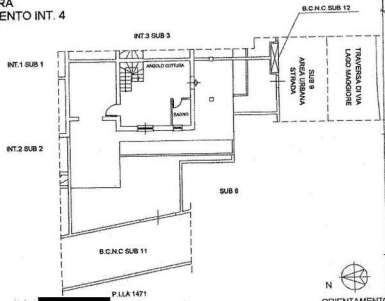 RA
ENTO INT. 4
B.C.N.C SUB 12
INT.3 SUB 3
INT.1 SUB 1
ANGOLO COTTURA
SUB 9
AREA URBANA
STRADA
TRAVERSA DI VIA
LAGO MAGGIORE
BAGNO
INT.2 SUB 2
SUB 6
B.C.N.C SUB 11
N
P.LLA 1471
ORIENTAMENTO